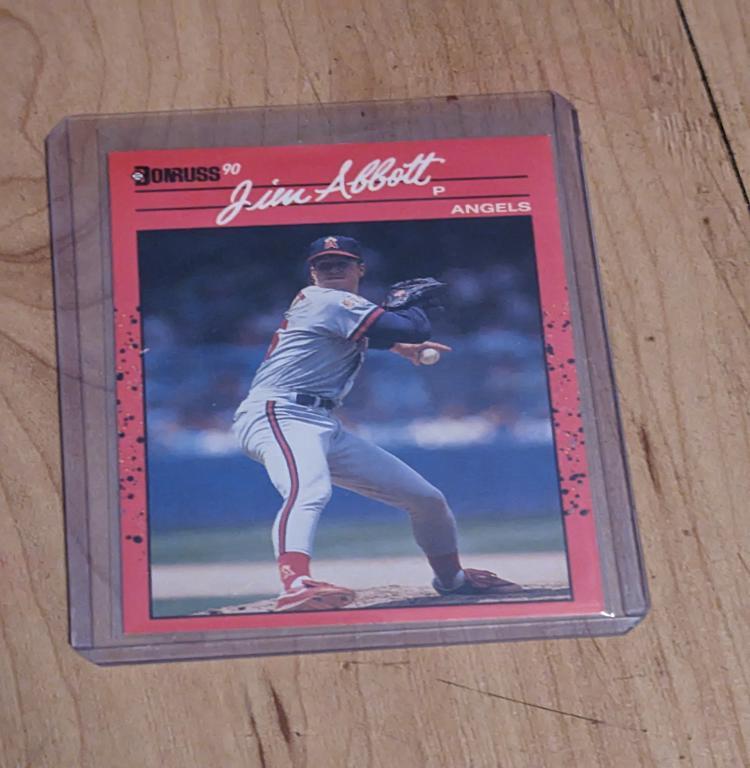 DONRUSS 90
Jim Abbott
P
ANGELS
A
A